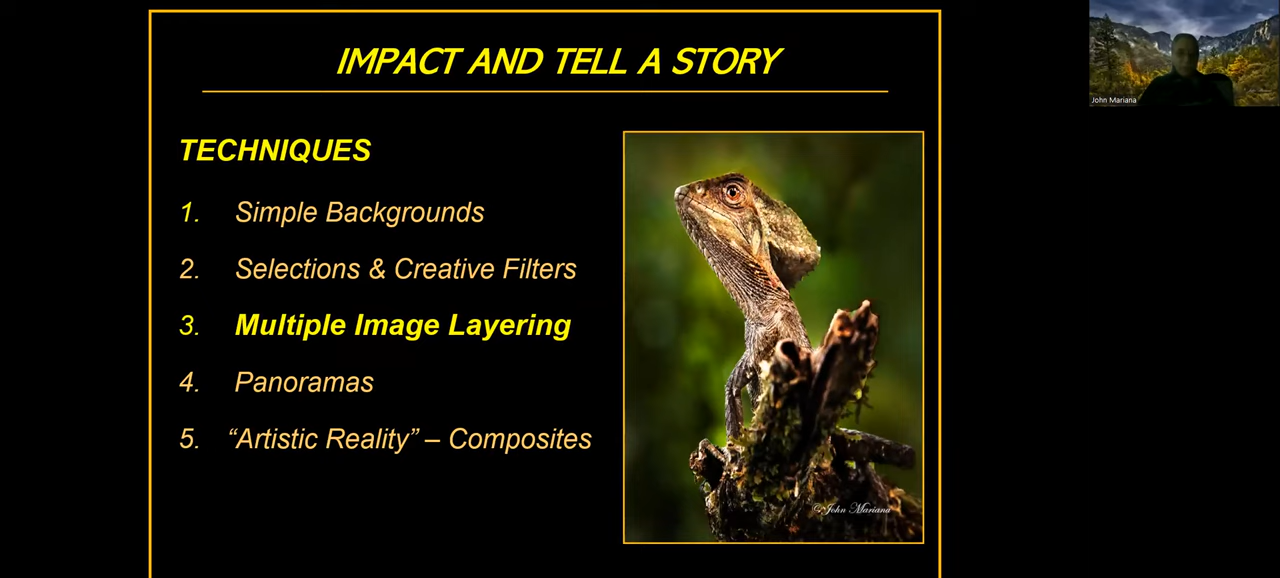 IMPACT AND TELL A STORY
TECHNIQUES
1. Simple Backgrounds
2. Selections & Creative Filters
3. Multiple Image Layering
4. Panoramas
5. “Artistic Reality” – Composites
©John Mariana
John Mariana